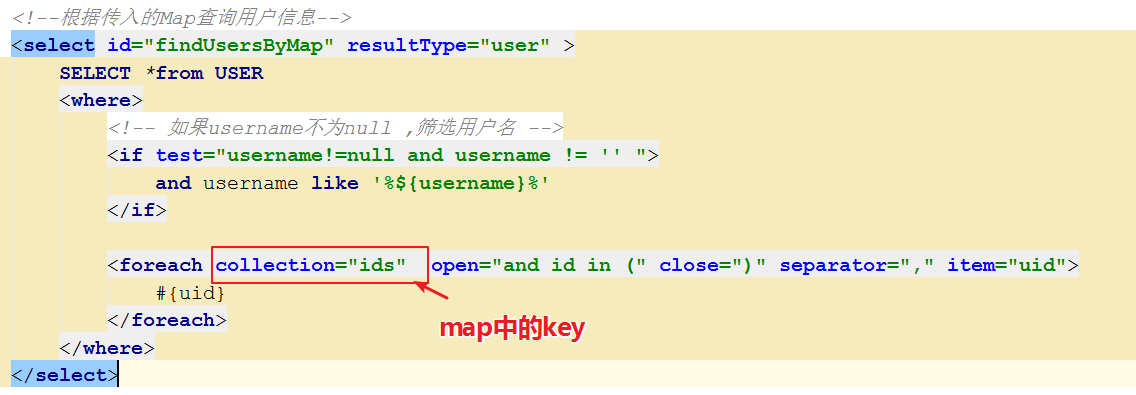 <!--根据传入的Map查询用户信息-->
<select id="findUsersByMap" resultType="user" >
SELECT *from USER
<where>
<!-- 如果username不为null ,筛选用户名 -->
<if test="username!=null and username != '' ">
and username like '%${username}%'
</if>
<foreach collection="ids" open="and id in (" close=")" separator="," item="uid">
#{uid}
</foreach>
map中的key
</where>
</select>